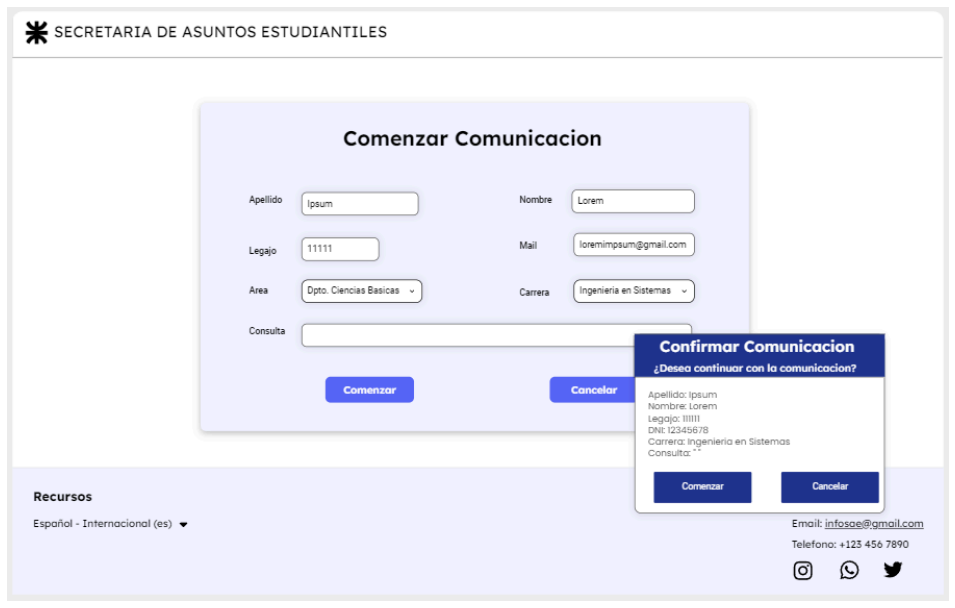 SECRETARIA DE ASUNTOS ESTUDIANTILES
Comenzar Comunicacion
Apellido Ipsum
Nombre Lorem
Legajo 11111
Mail loremimpsum@gmail.com
Area Dpto. Ciencias Basicas
Carrera Ingenieria en Sistemas
Consulta
Comenzar Cancelar
Confirmar Comunicacion
¿Desea continuar con la comunicacion?
Apellido: Ipsum
Nombre: Lorem
Legajo: 111111
DNI: 12345678
Carrera: Ingenieria en Sistemas
Consulta: " "
Comenzar Cancelar
Recursos
Español - Internacional (es)
Email: infosae@gmail.com
Telefono: +123 456 7890